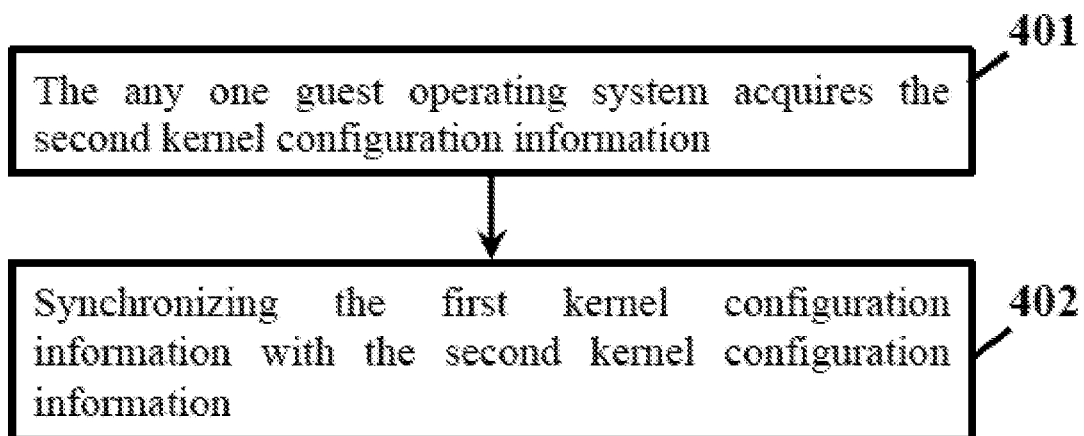 401
The any one guest operating system acquires the
second kernel configuration information
402
Synchronizing the first kernel configuration
information with the second kernel configuration
information